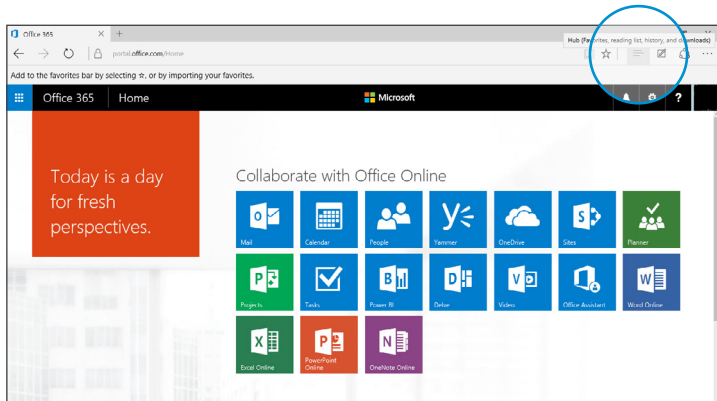 Office 365
Hub (Favorites, reading list, history, and downloads)
portal.office.com/Home
Add to the favorites bar by selecting ☆, or by importing your favorites.
Office 365 Home Microsoft ?
Today is a day
for fresh
perspectives.
Collaborate with Office Online
Mail Calendar People Yammer OneDrive Sites Planner
Projects Tasks Power BI Delve Video Office Assistant Word Online
Excel Online PowerPoint Online OneNote Online